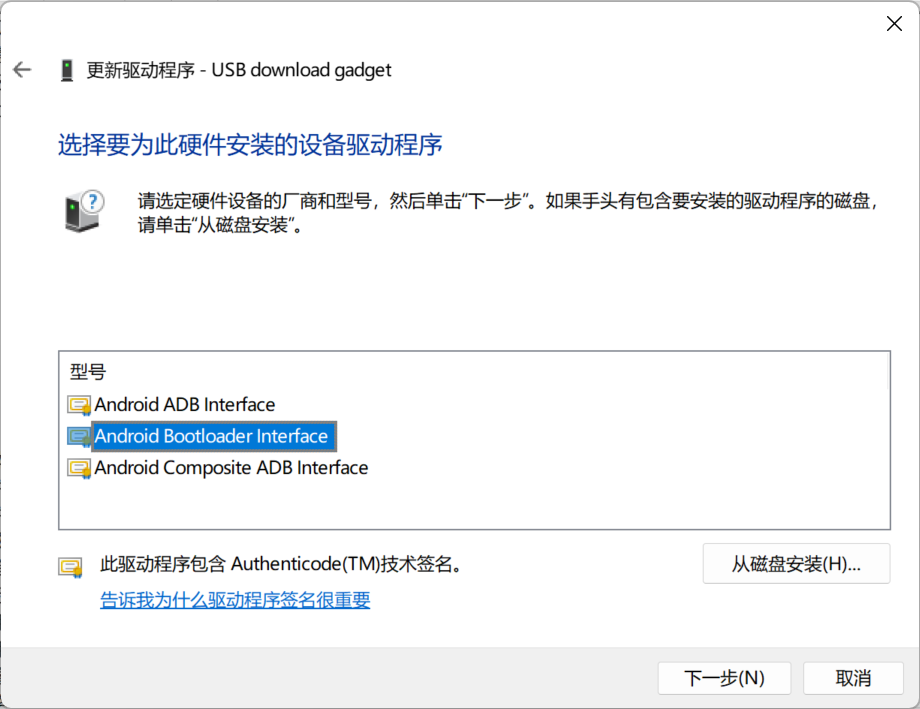 更新驱动程序 - USB download gadget
选择要为此硬件安装的设备驱动程序
请选定硬件设备的厂商和型号，然后单击“下一步”。如果手头有包含要安装的驱动程序的磁盘，
请单击“从磁盘安装”。
型号
Android ADB Interface
Android Bootloader Interface
Android Composite ADB Interface
此驱动程序包含 Authenticode(TM)技术签名。
从磁盘安装(H)...
告诉我为什么驱动程序签名很重要
下一步(N)
取消